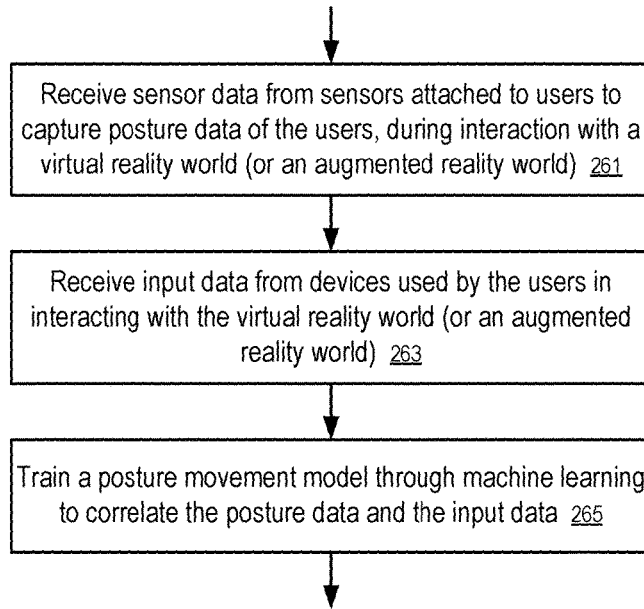 Receive sensor data from sensors attached to users to
capture posture data of the users, during interaction with a
virtual reality world (or an augmented reality world) 261
Receive input data from devices used by the users in
interacting with the virtual reality world (or an augmented
reality world) 263
Train a posture movement model through machine learning
to correlate the posture data and the input data 265